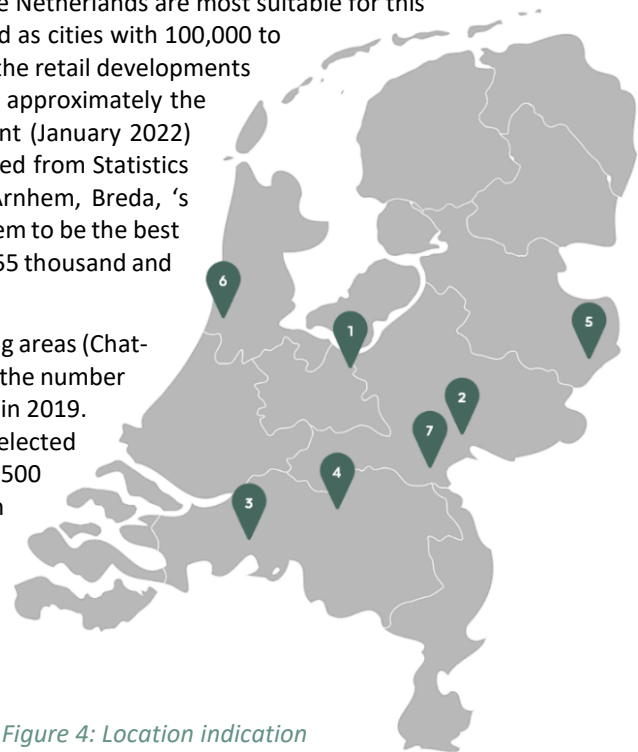 e Netherlands are most suitable for this
d as cities with 100,000 to
the retail developments
approximately the
nt (January 2022)
ed from Statistics
Arnhem, Breda, ‘s
em to be the best
55 thousand and
g areas (Chat-
the number
in 2019.
elected
500
6
1
5
2
7
4
3
Figure 4: Location indication